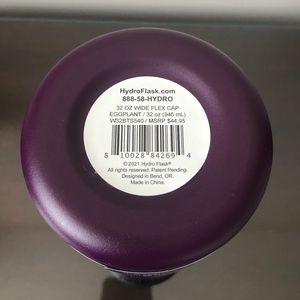 HydroFlask.com
888-58-HYDRO
32 OZ WIDE FLEX CAP
EGGPLANT / 32 oz (946 mL)
W32BTS540 / MSRP $44.95
8 10028 84269 4
©2021 Hydro Flask®
All rights reserved. Patent Pending.
Designed in Bend, OR.
Made in China.